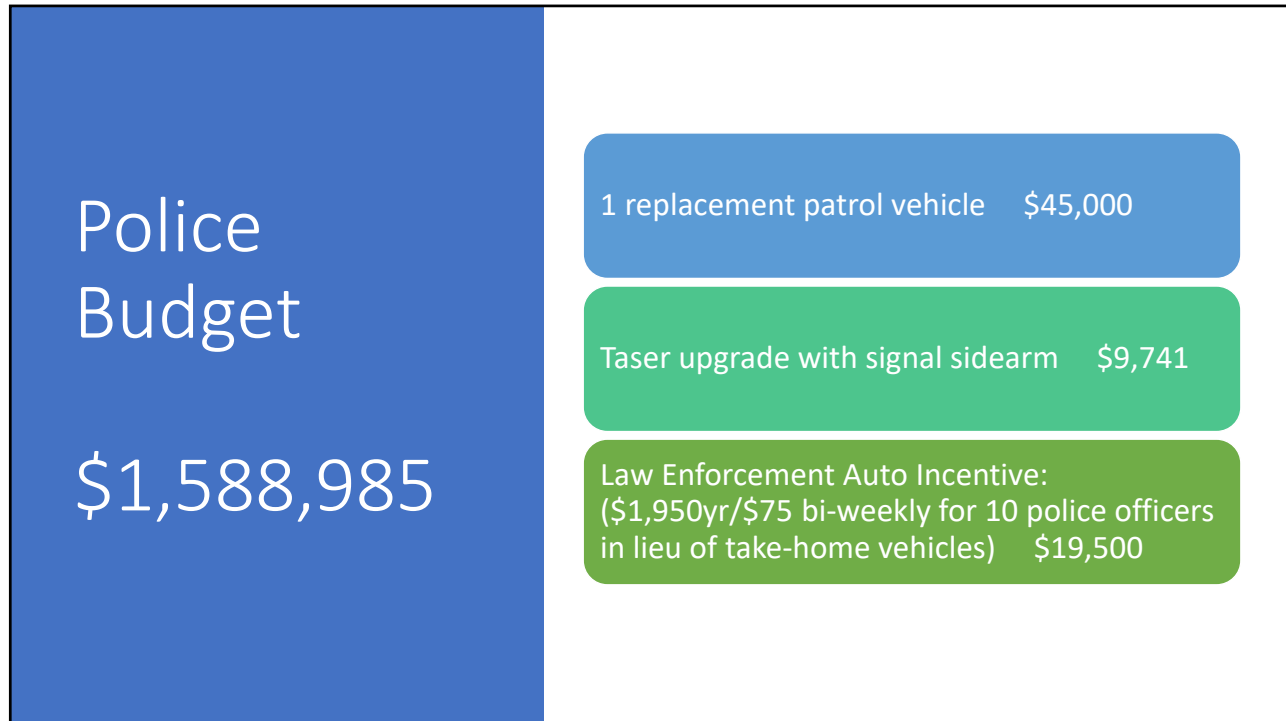 Police
Budget
$1,588,985
1 replacement patrol vehicle $45,000
Taser upgrade with signal sidearm $9,741
Law Enforcement Auto Incentive:
($1,950yr/$75 bi-weekly for 10 police officers
in lieu of take-home vehicles) $19,500